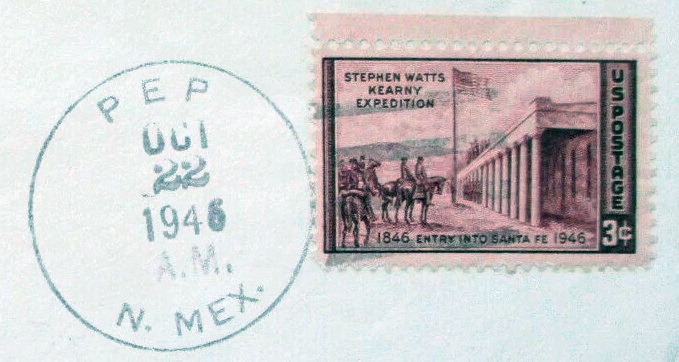 PEP
OCT
22
1946
A.M.
N. MEX.
STEPHEN WATTS
KEARNY
EXPEDITION
US POSTAGE
1846 ENTRY INTO SANTA FE 1946
3¢